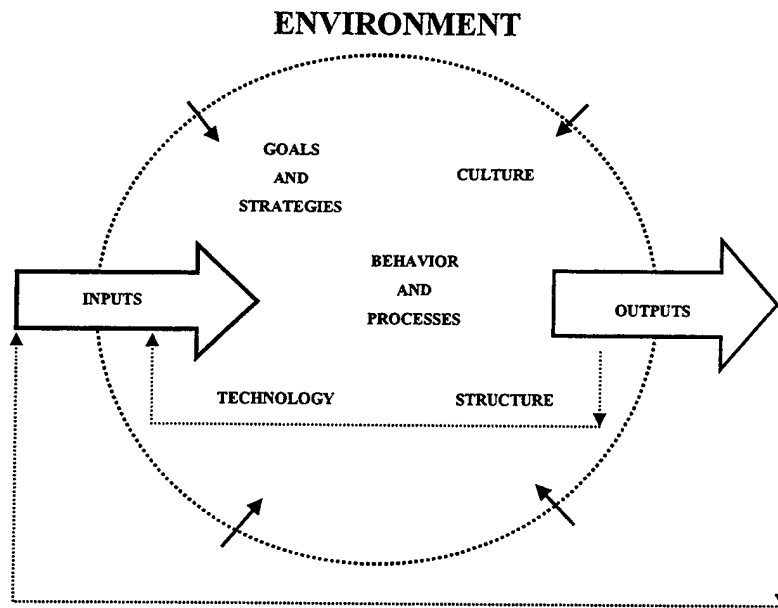 ENVIRONMENT
GOALS
AND
STRATEGIES
CULTURE
BEHAVIOR
AND
PROCESSES
INPUTS
OUTPUTS
TECHNOLOGY
STRUCTURE